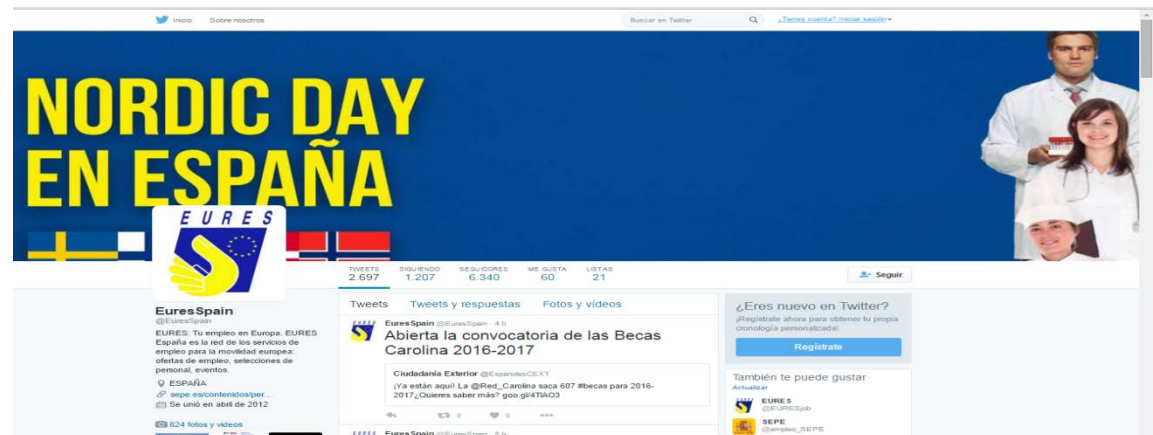 Inicio Sobre nosotros Buscar en Twitter ¿Tienes cuenta? Iniciar sesión
NORDIC DAY
EN ESPAÑA
EURES
TWEETS SIGUIENDO SEGUIDORES ME GUSTA LISTAS
2.697 1.207 6.340 60 21
Seguir
EuresSpain
@EuresSpain
EURES. Tu empleo en Europa. EURES
España es la red de los servicios de
empleo para la movilidad europea:
ofertas de empleo, selecciones de
personal, eventos.
ESPAÑA
sepe.es/contenidos/per...
Se unió en abril de 2012
824 fotos y vídeos
Tweets Tweets y respuestas Fotos y vídeos
EURES
EuresSpain @EuresSpain · 4 h
Abierta la convocatoria de las Becas
Carolina 2016-2017
Ciudadanía Exterior @EspanolesCEXT
¡Ya están aquí! La @Red_Carolina saca 607 #becas para 2016-
2017¿Quieres saber más? goo.gl/4TIAO3
6 6
EURES
EuresSpain @EuresSpain · 5 h
¿Eres nuevo en Twitter?
¡Regístrate ahora para obtener tu propia
cronología personalizada!
Regístrate
También te puede gustar
Actualizar
EURES
@EURESjob
SEPE
@empleo_SEPE